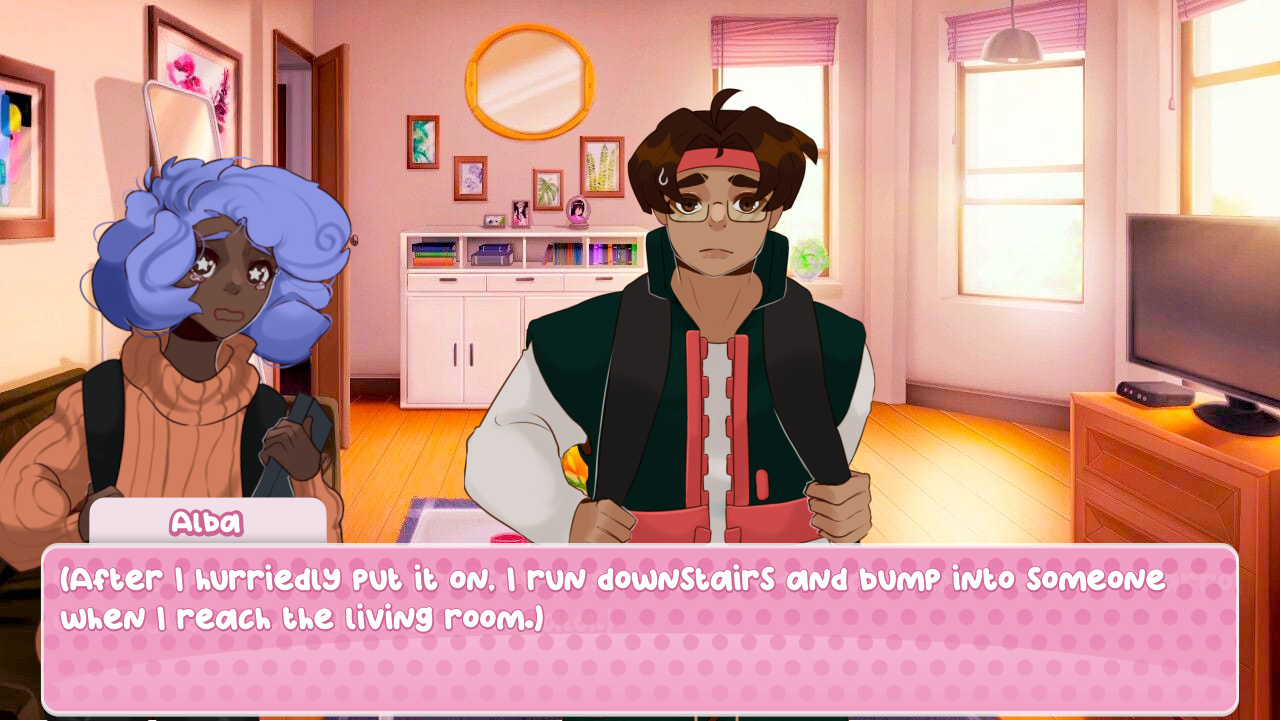 Alba
(After I hurriedly put it on, I run downstairs and bump into someone
when I reach the living room.)